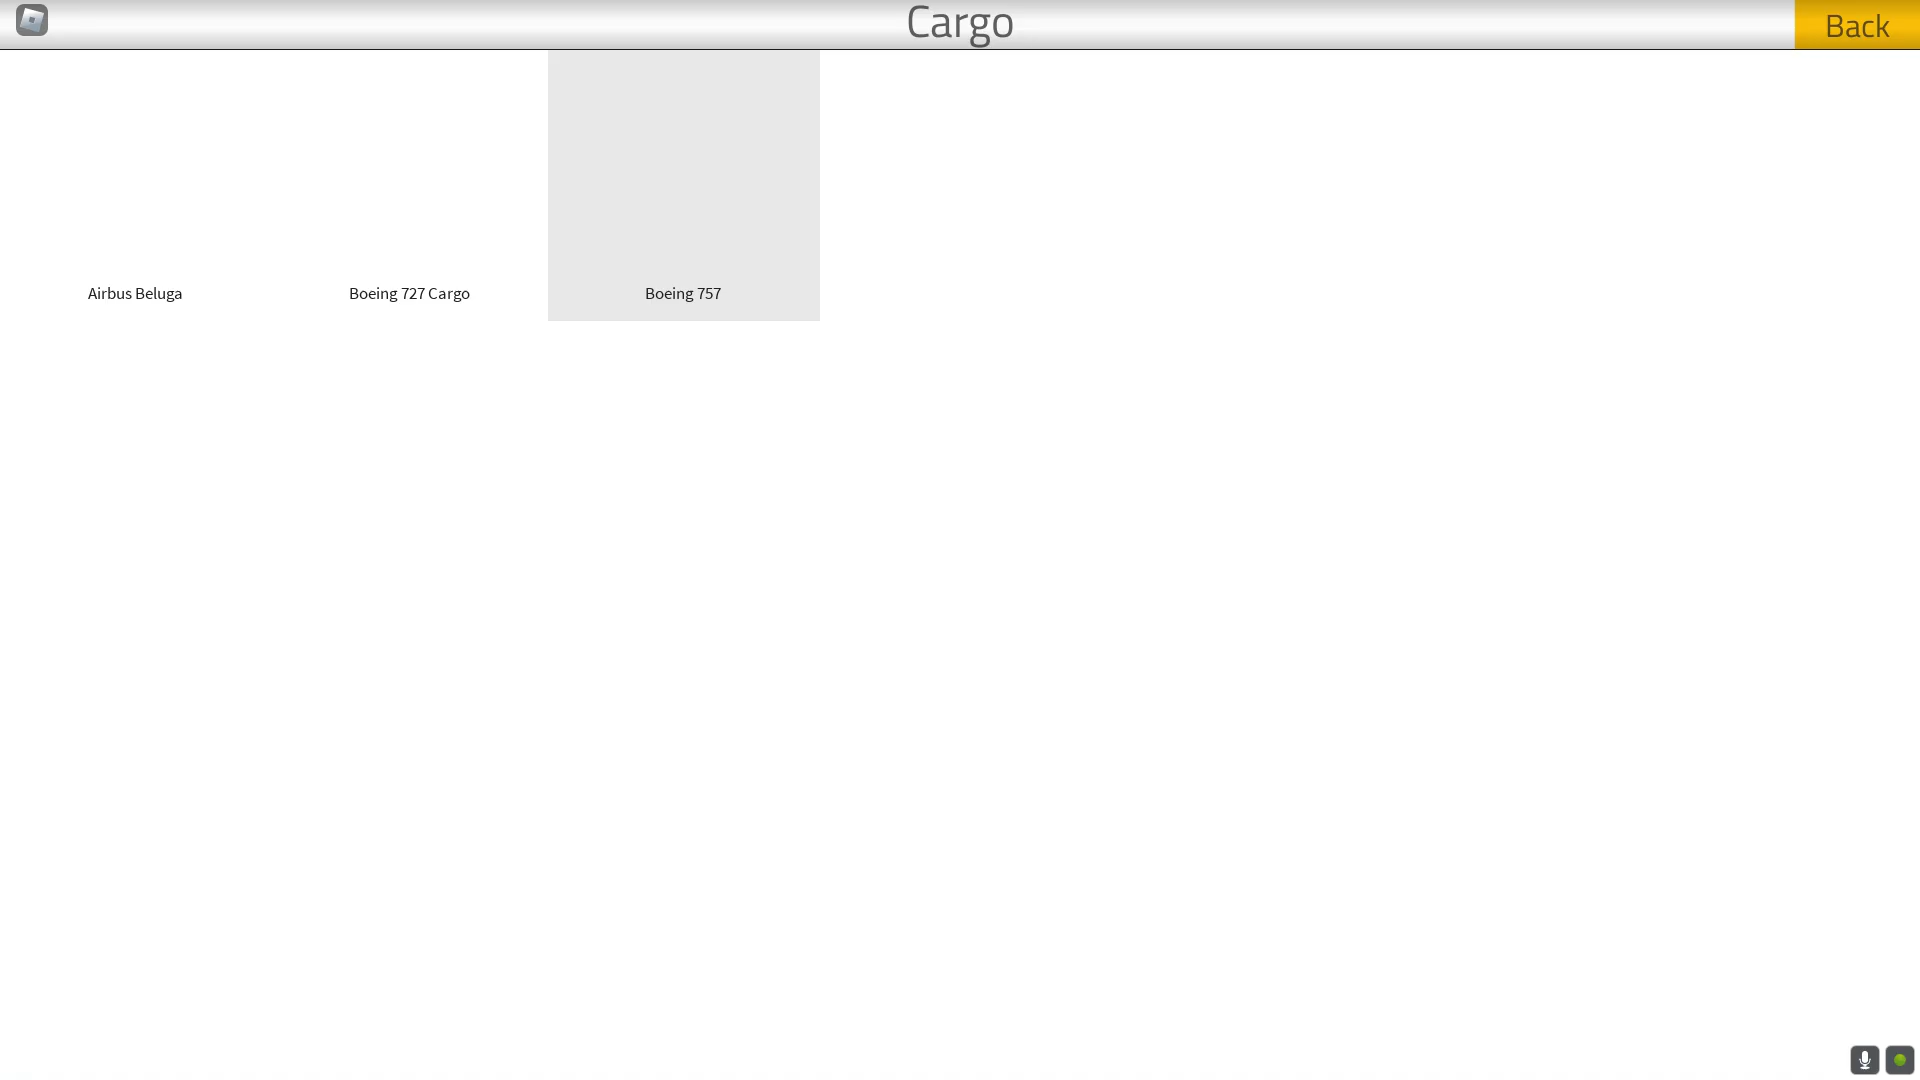 Cargo
Back
Airbus Beluga
Boeing 727 Cargo
Boeing 757